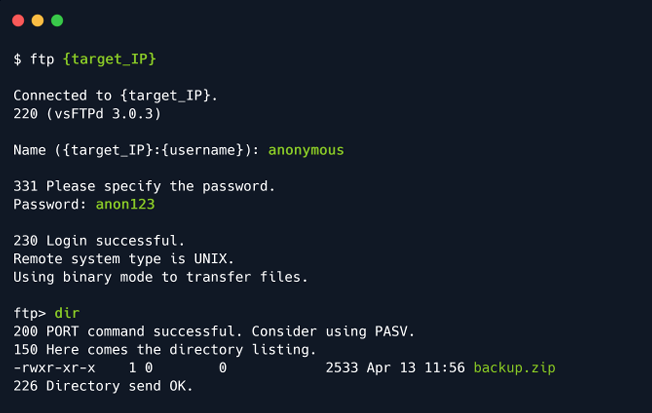 $ ftp {target_IP}
Connected to {target_IP}.
220 (vsFTPd 3.0.3)
Name ({target_IP}:{username}): anonymous
331 Please specify the password.
Password: anon123
230 Login successful.
Remote system type is UNIX.
Using binary mode to transfer files.
ftp> dir
200 PORT command successful. Consider using PASV.
150 Here comes the directory listing.
-rwxr-xr-x    1 0        0            2533 Apr 13 11:56 backup.zip
226 Directory send OK.